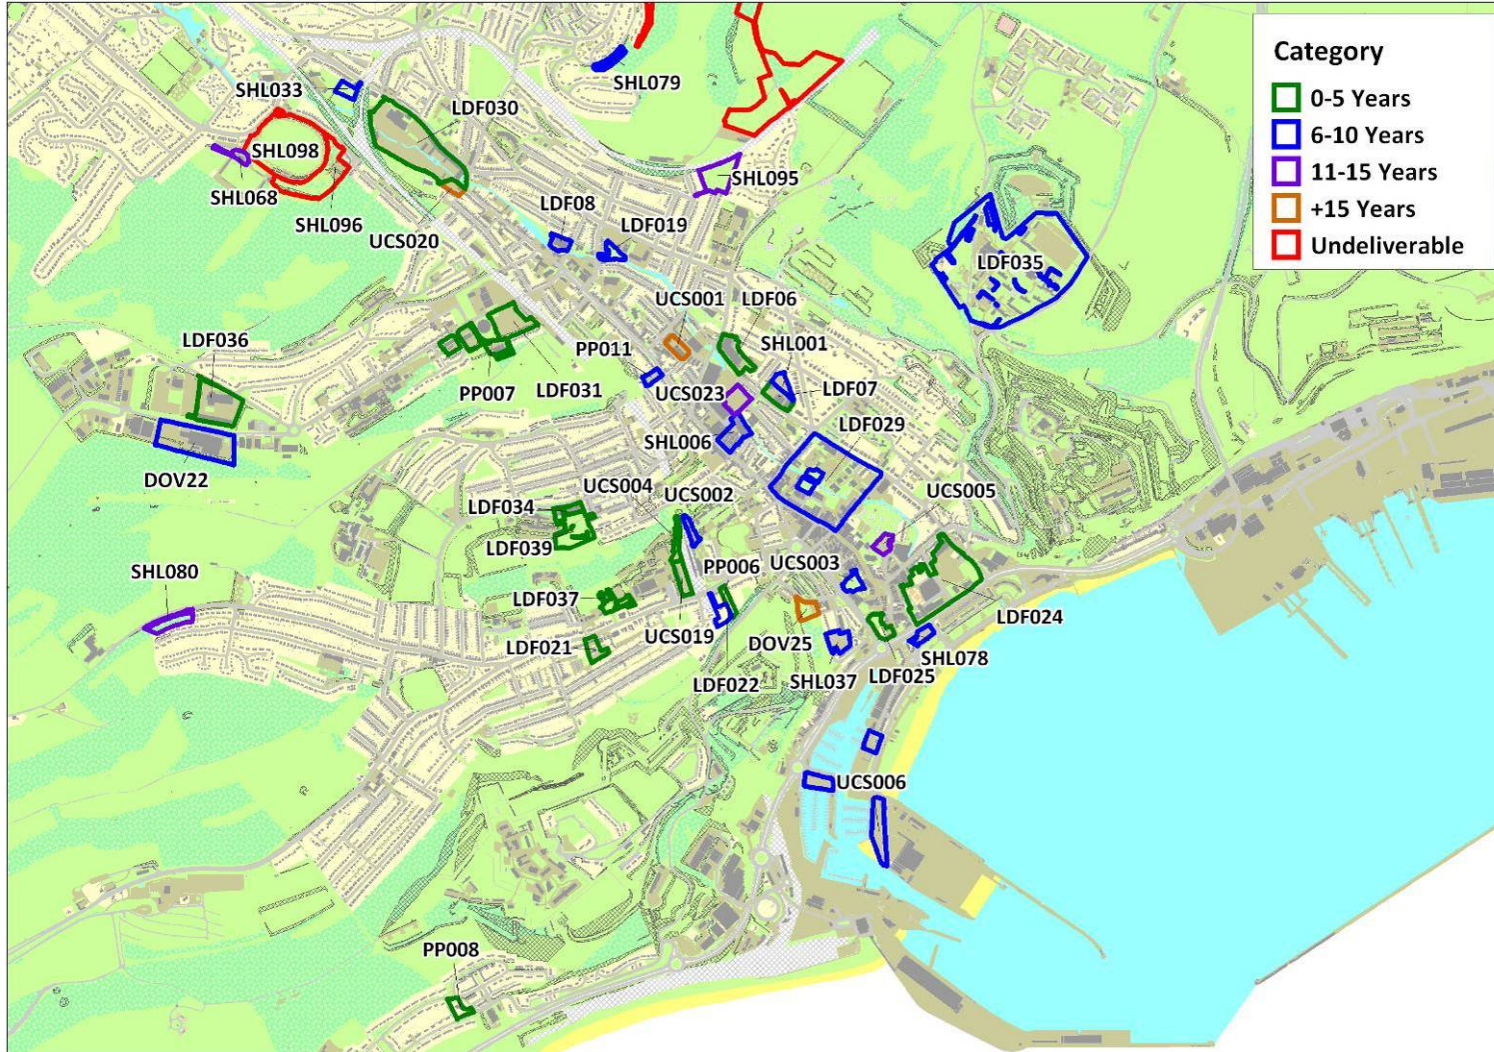 Category
0-5 Years
6-10 Years
11-15 Years
+15 Years
Undeliverable
SHL079
SHL033
LDF030
SHL098
SHL095
SHL068
SHL096
LDF08
LDF019
UCS020
LDF035
UCS001
LDF06
LDF036
PP011
SHL001
PP007
LDF031
UCS023
LDF07
LDF029
SHL006
DOV22
UCS004
UCS002
UCS005
LDF034
LDF039
SHL080
PP006
UCS003
LDF037
LDF024
UCS019
LDF021
DOV25
SHL078
LDF022
SHL037
LDF025
UCS006
PP008